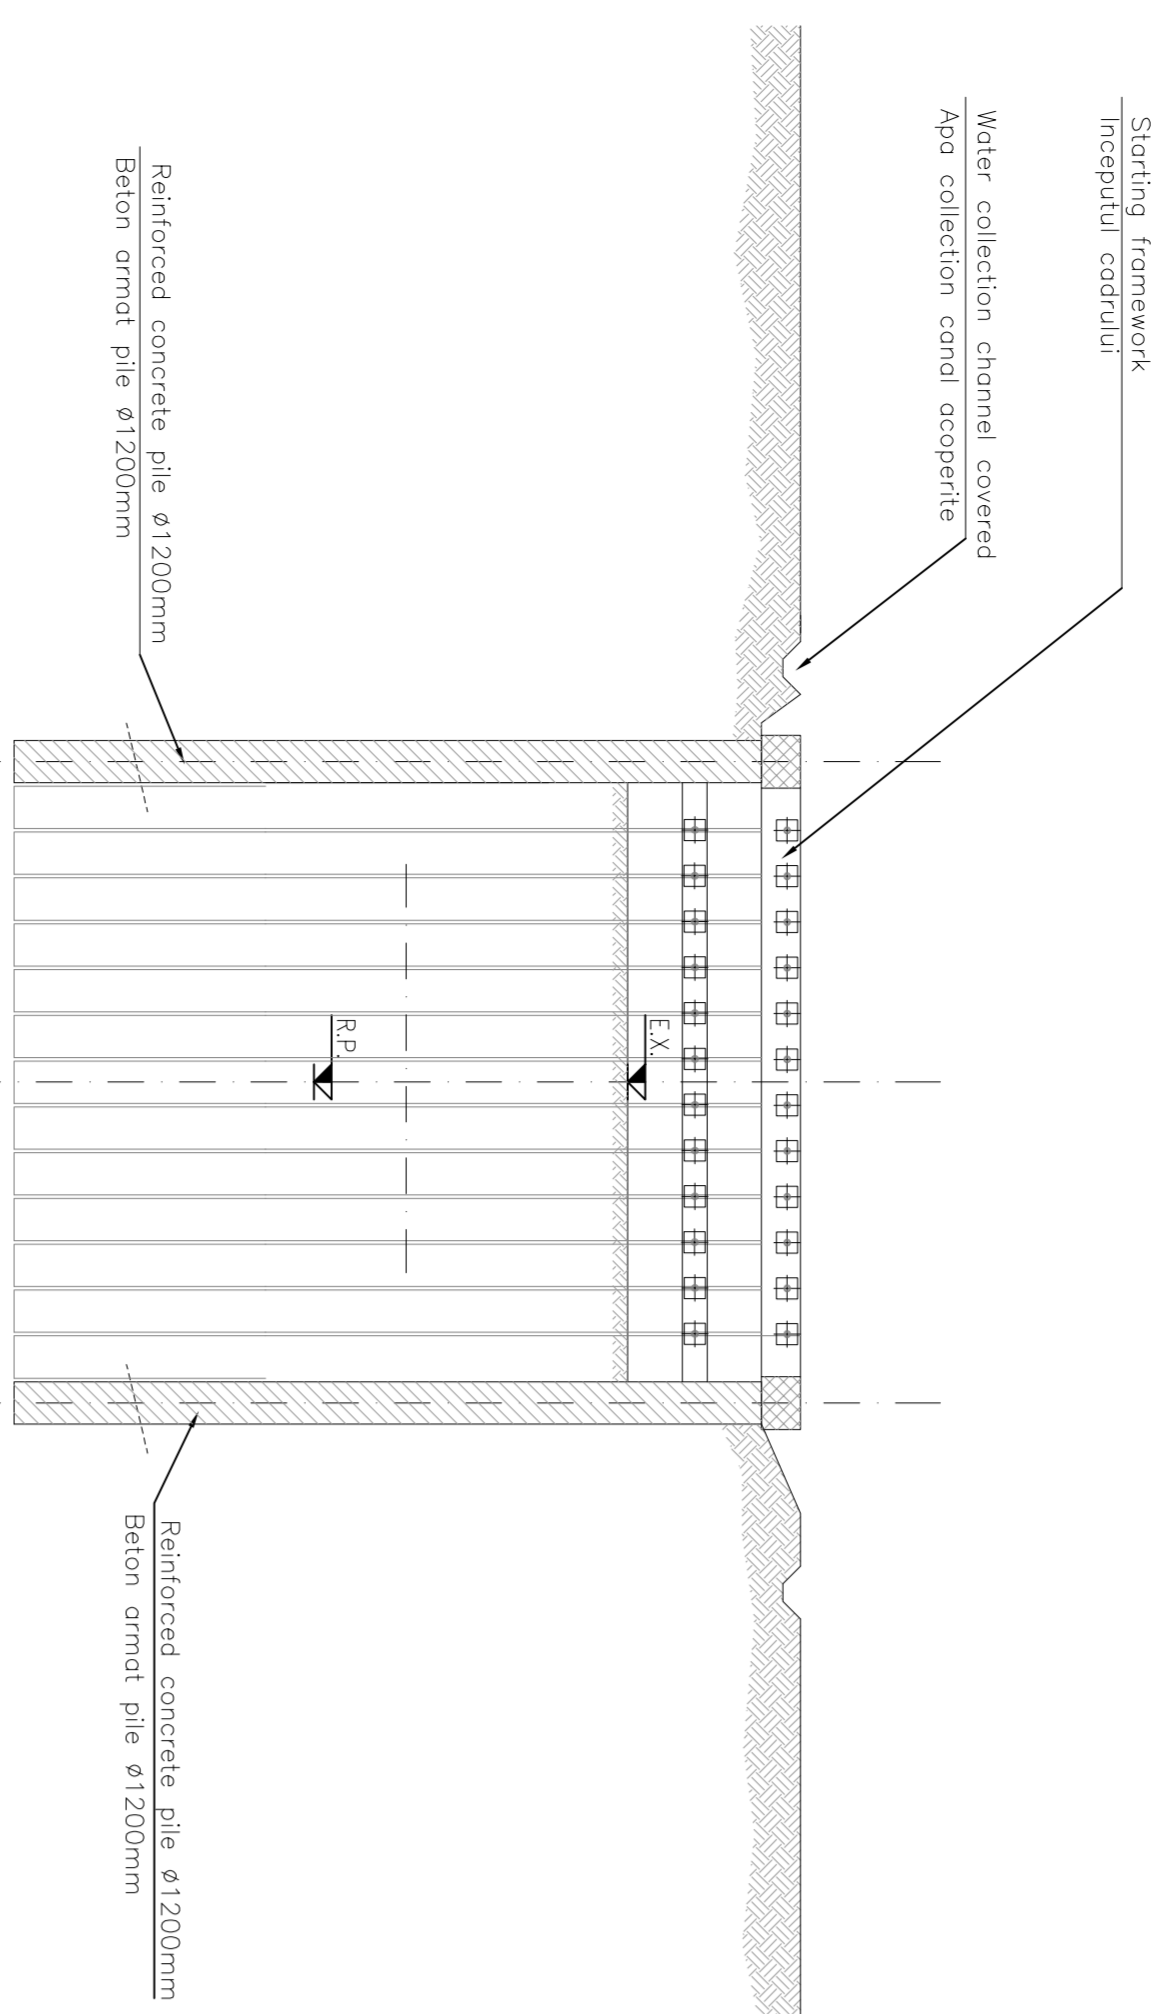 Starting framework
Inceputul cadrului
Water collection channel covered
Apa collection canal acoperite
E.X.
R.P.
Reinforced concrete pile Ø1200mm
Beton armat pile Ø1200mm
Reinforced concrete pile Ø1200mm
Beton armat pile Ø1200mm